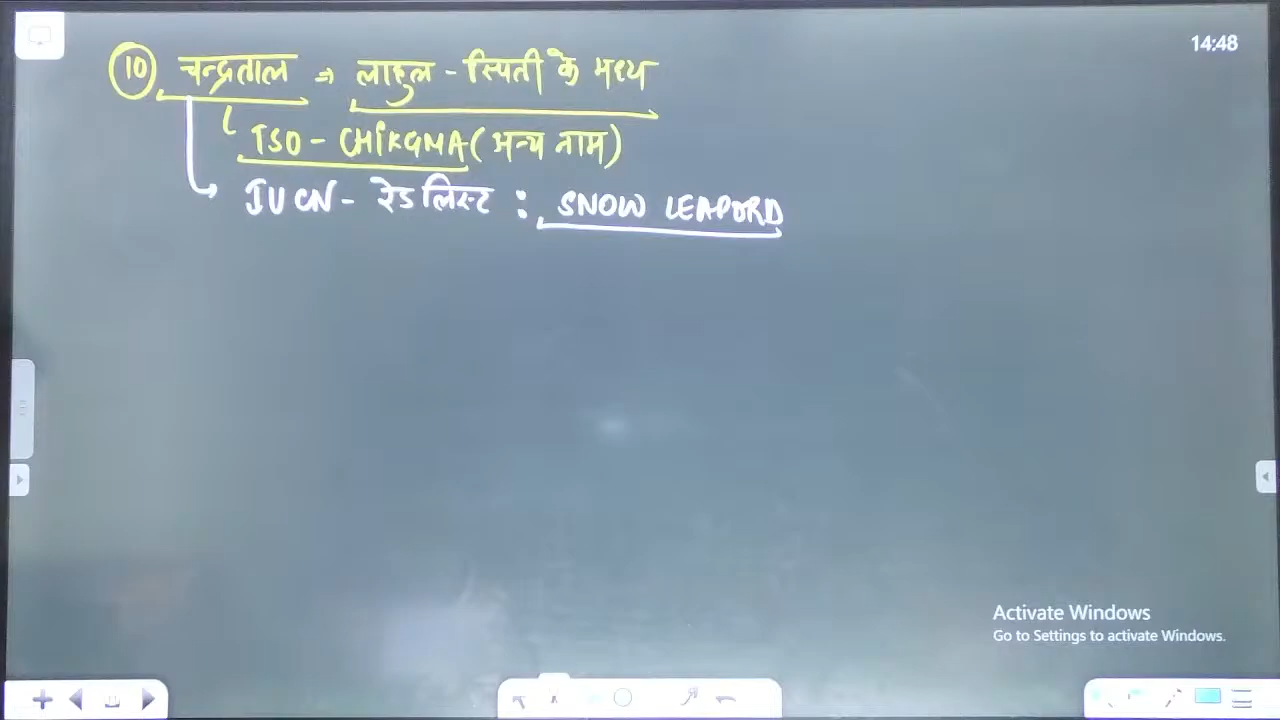 14:48
10 चन्द्रताल ⇒ लाहुल - स्पिती के मध्य
TSO - CHIKGMA (अन्य नाम)
IUCN - रेड लिस्ट : SNOW LEAPORD
Activate Windows
Go to Settings to activate Windows.